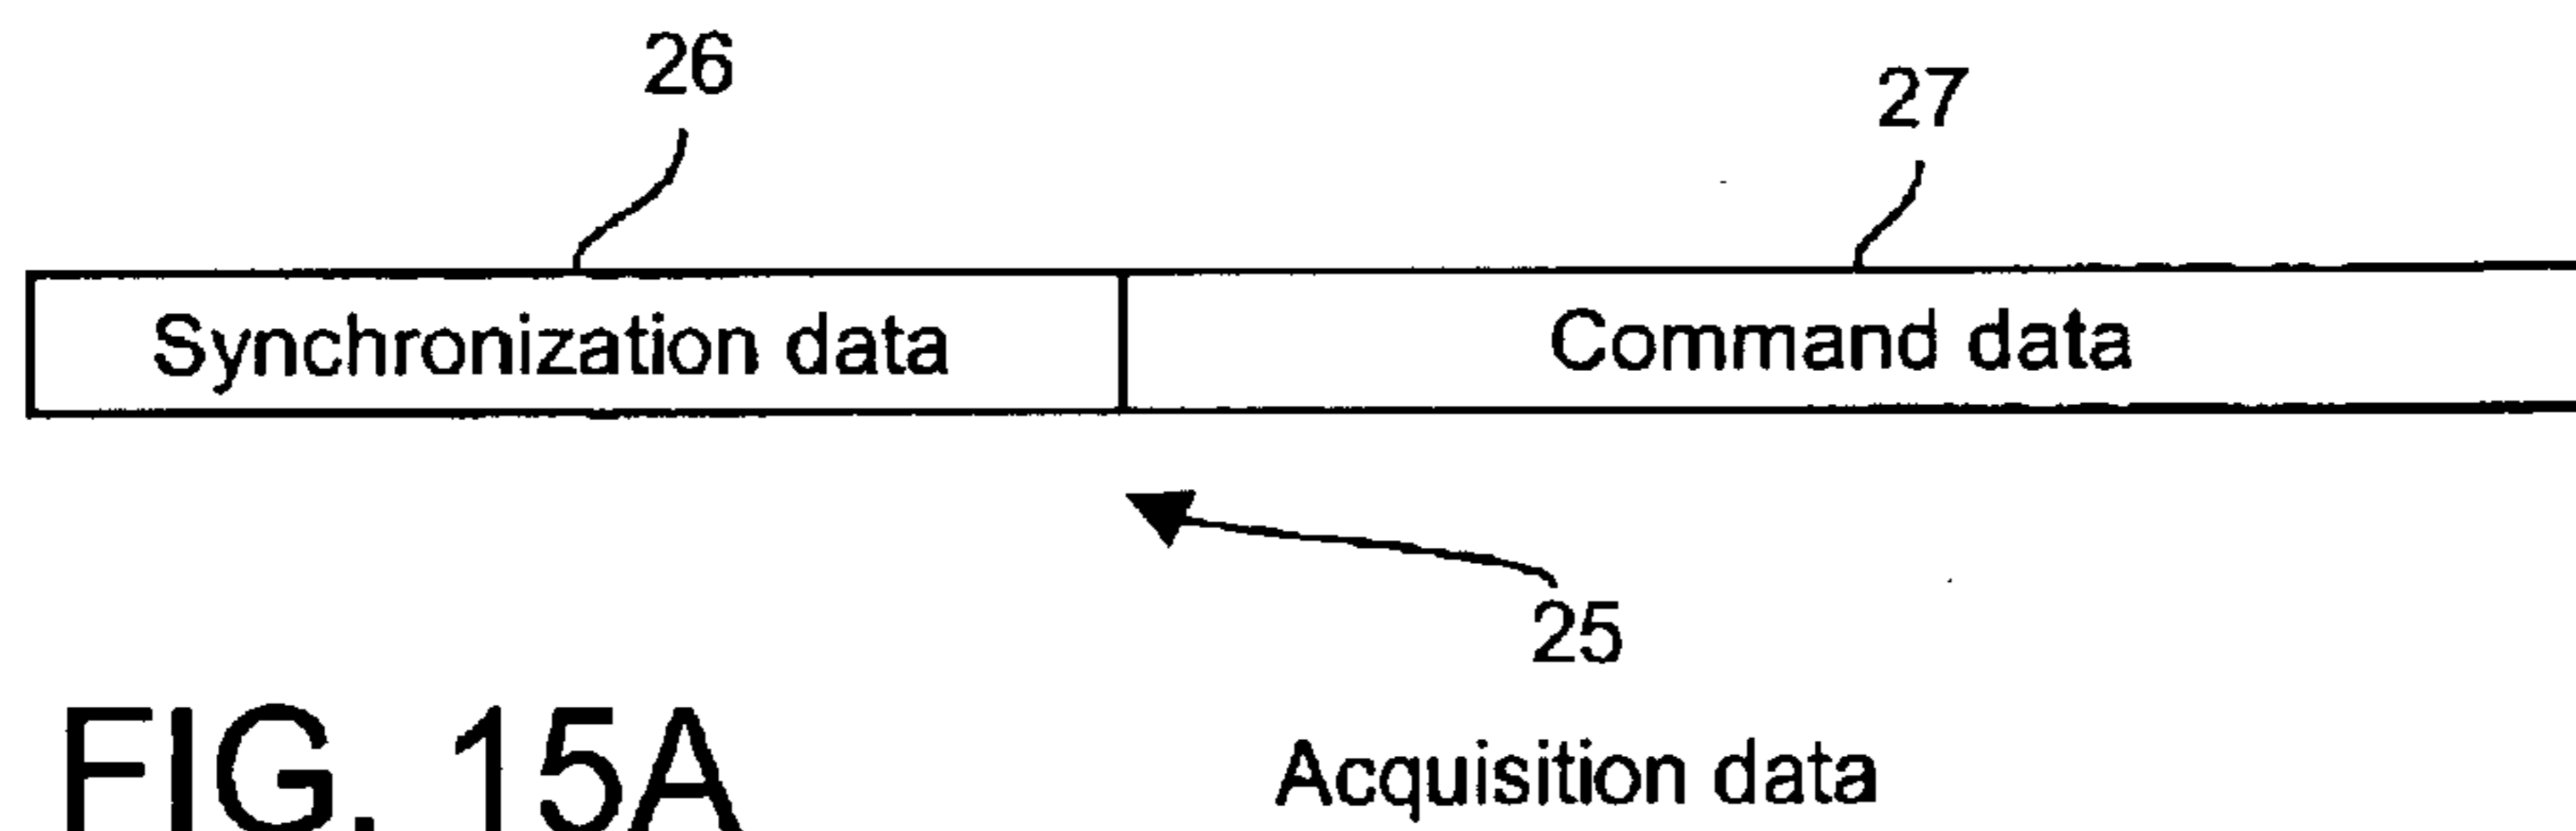 26
27
Synchronization data
Command data
25
FIG. 15A
Acquisition data